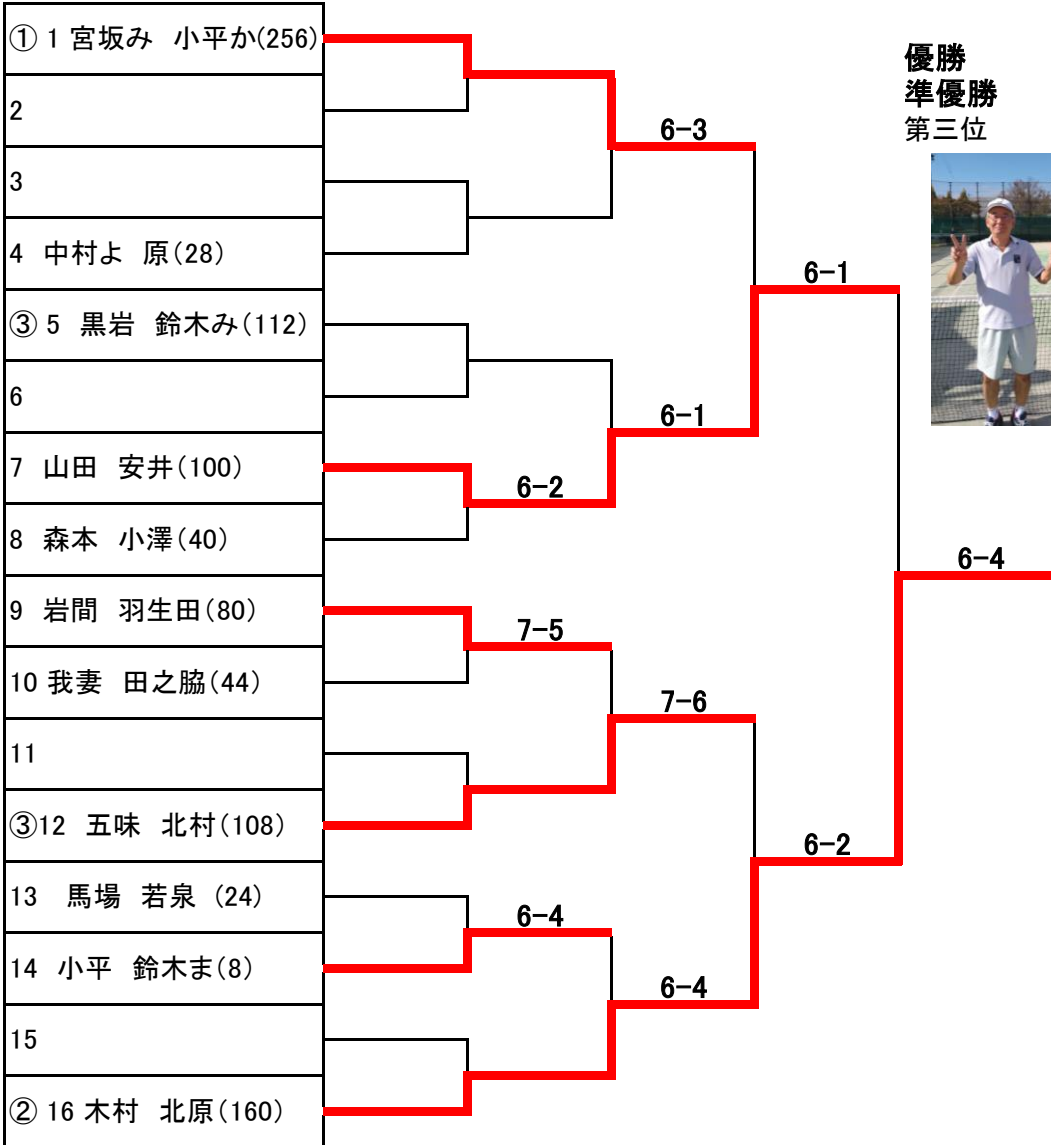 ① 1 宮坂み 小平か(256)
2
3
4 中村よ 原(28)
③ 5 黒岩 鈴木み(112)
6
7 山田 安井(100)
8 森本 小澤(40)
9 岩間 羽生田(80)
10 我妻 田之脇(44)
11
③12 五味 北村(108)
13 馬場 若泉 (24)
14 小平 鈴木ま(8)
15
② 16 木村 北原(160)
6-2
7-5
6-4
6-3
6-1
7-6
6-4
6-1
6-2
6-4
優勝
準優勝
第三位